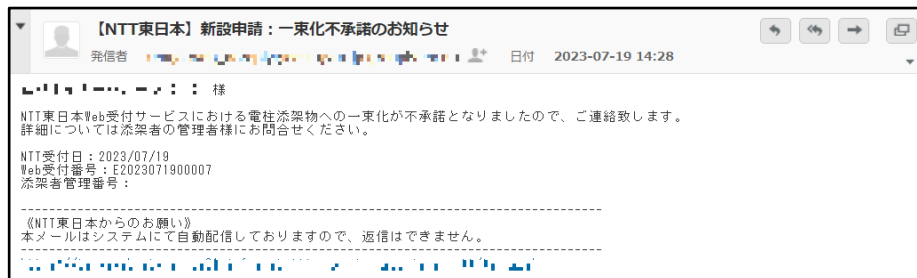 【NTT東日本】新設申請：一束化不承諾のお知らせ
発信者 日付 2023-07-19 14:28
様
NTT東日本Web受付サービスにおける電柱添架物への一束化が不承諾となりましたので、ご連絡致します。
詳細については添架者の管理者様にお問合せください。
NTT受付日：2023/07/19
Web受付番号：E2023071900007
添架者管理番号：
------------------------------------------------------------------------
《NTT東日本からのお願い》
本メールはシステムにて自動配信しておりますので、返信はできません。
------------------------------------------------------------------------